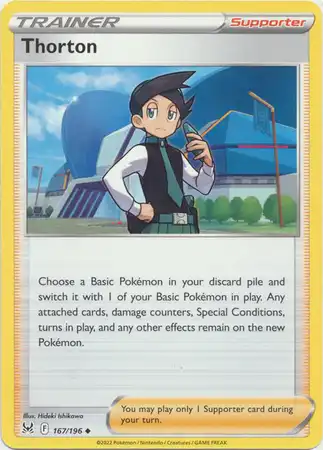 TRAINER
Supporter
Thorton
Choose a Basic Pokémon in your discard pile and
switch it with 1 of your Basic Pokémon in play. Any
attached cards, damage counters, Special Conditions,
turns in play, and any other effects remain on the new
Pokémon.
Illus. Hideki Ishikawa
F 167/196 ◆
You may play only 1 Supporter card during
your turn.
©2022 Pokémon / Nintendo / Creatures / GAME FREAK